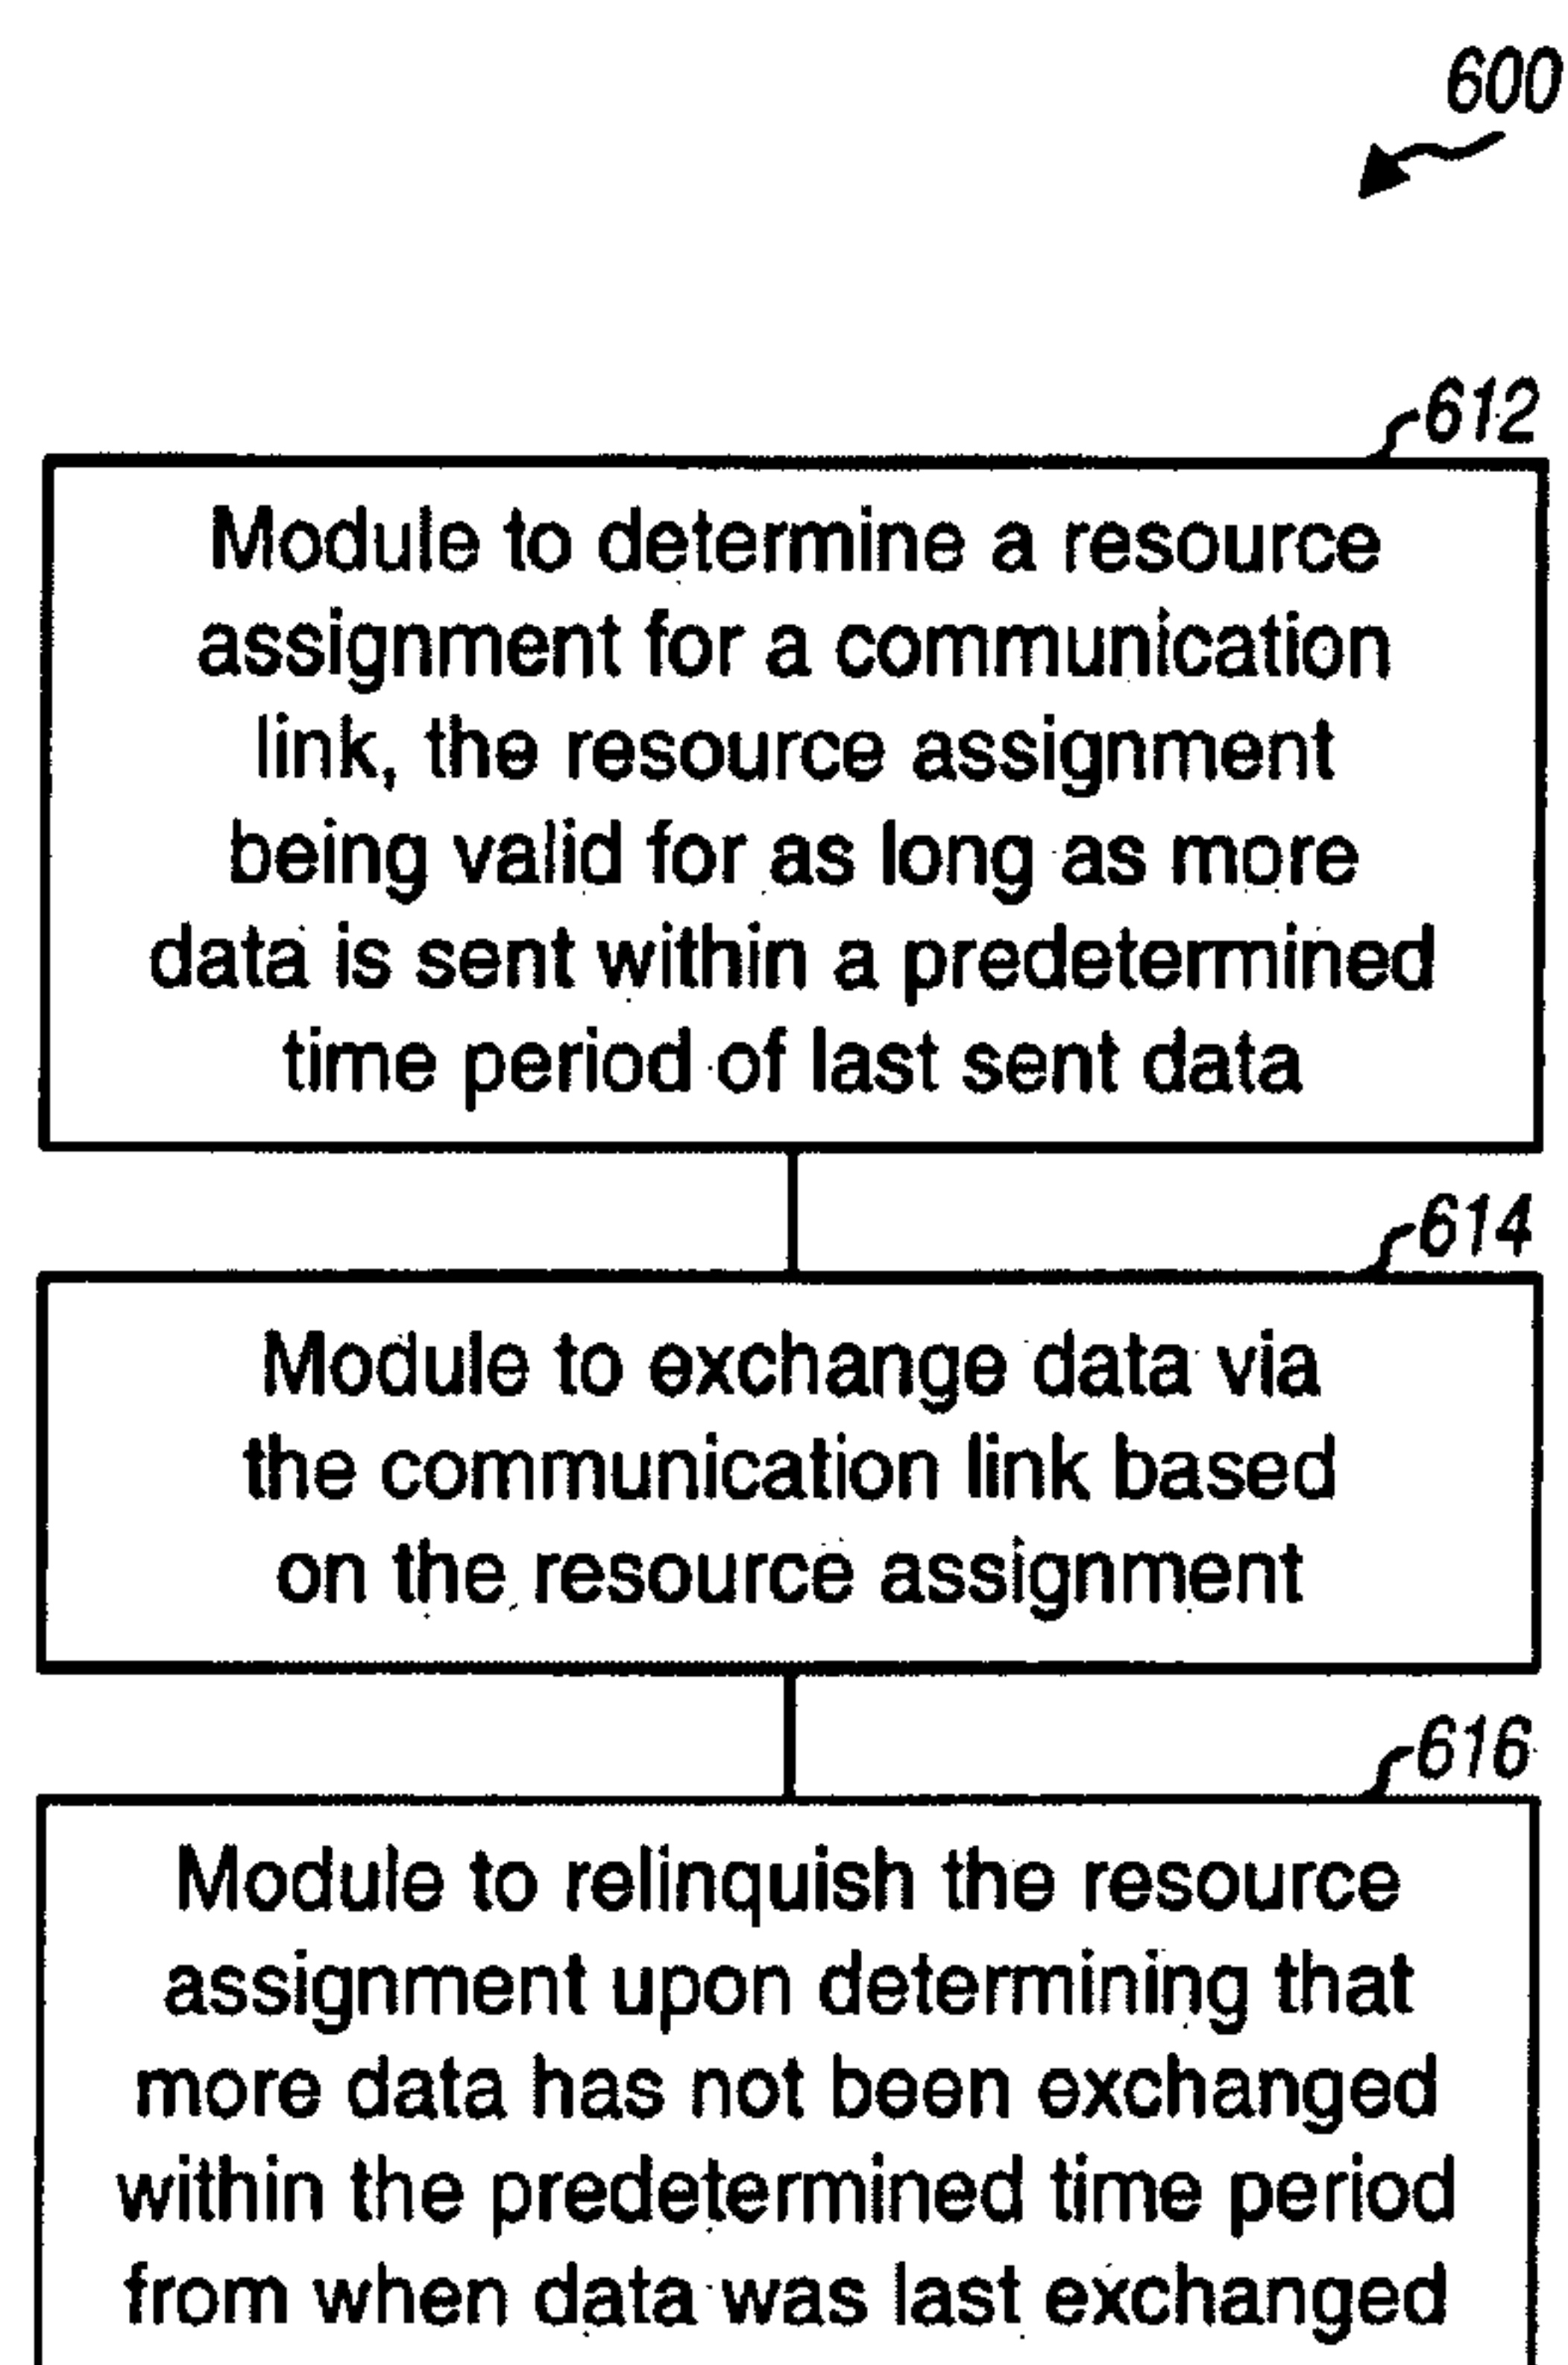 600
612
Module to determine a resource
assignment for a communication
link, the resource assignment
being valid for as long as more
data is sent within a predetermined
time period of last sent data
614
Module to exchange data via
the communication link based
on the resource assignment
616
Module to relinquish the resource
assignment upon determining that
more data has not been exchanged
within the predetermined time period
from when data was last exchanged